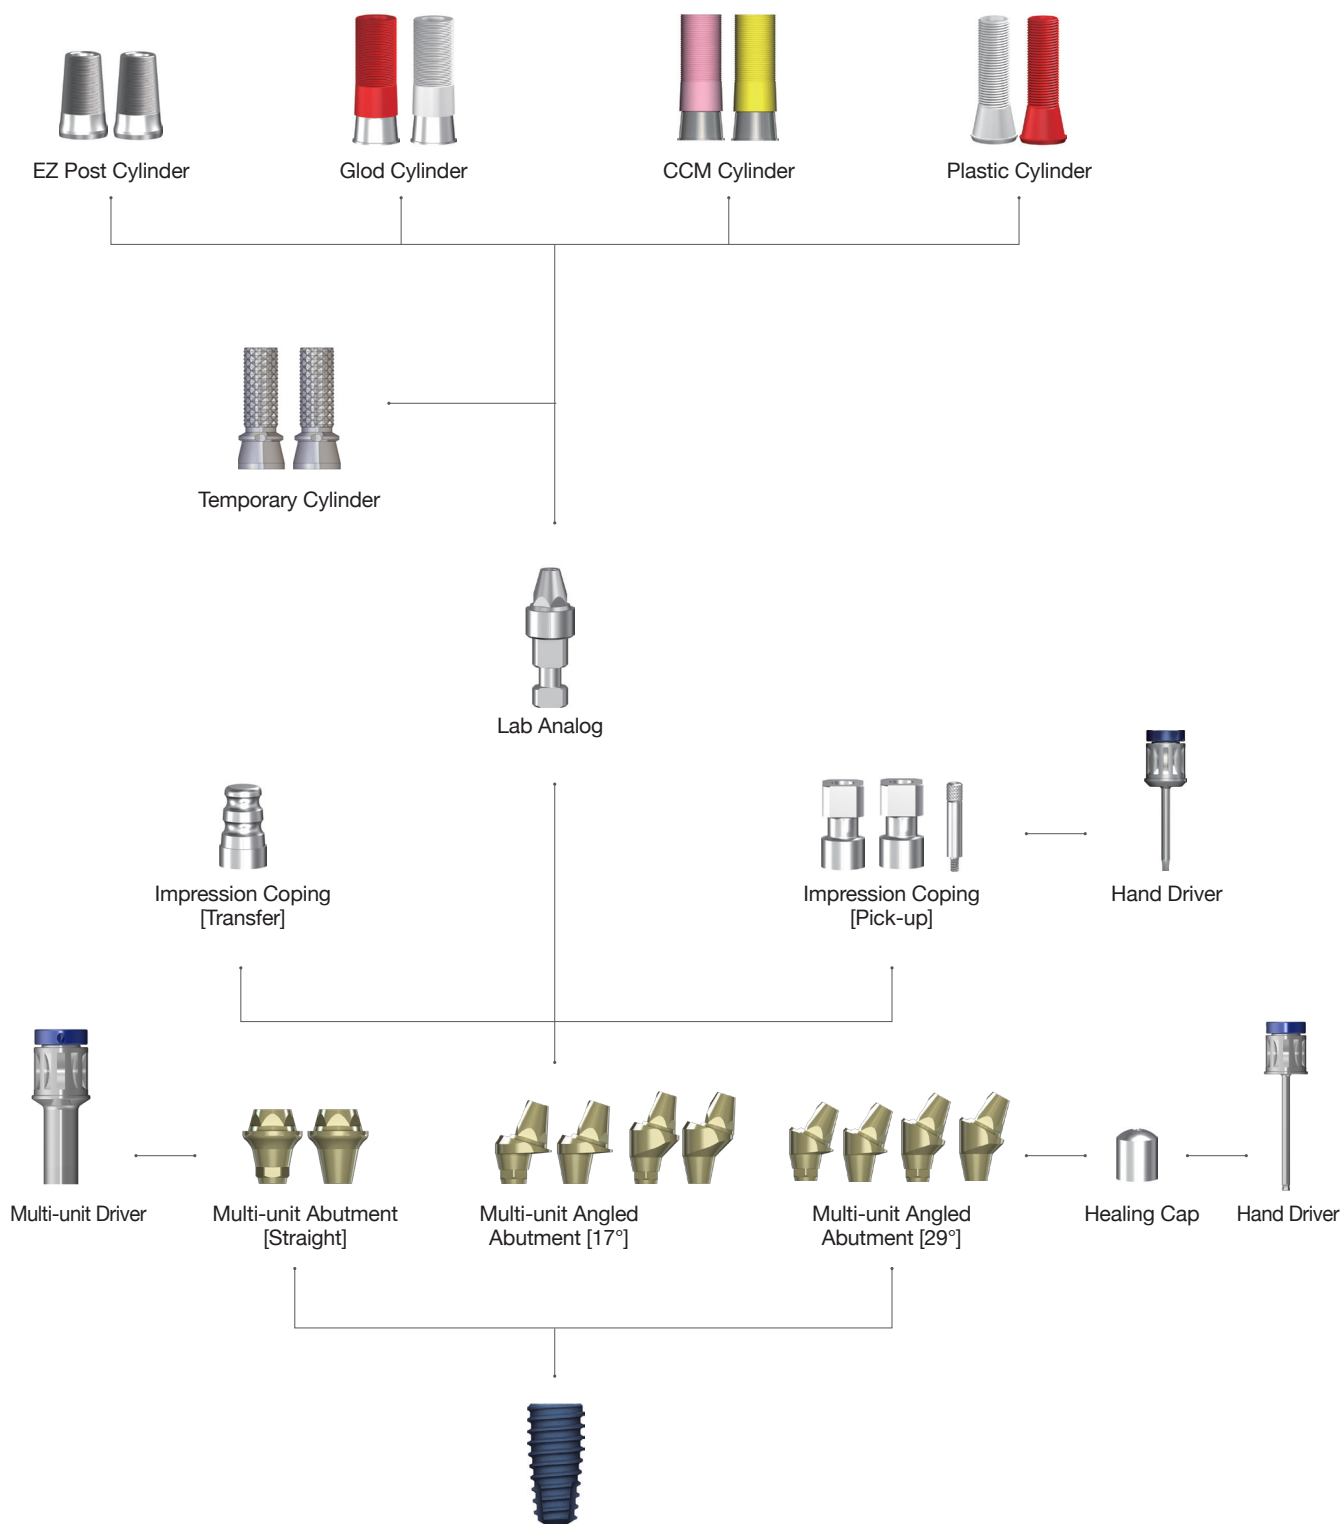 EZ Post Cylinder
Glod Cylinder
CCM Cylinder
Plastic Cylinder
Temporary Cylinder
Lab Analog
Impression Coping
[Transfer]
Impression Coping
[Pick-up]
Hand Driver
Multi-unit Driver
Multi-unit Abutment
[Straight]
Multi-unit Angled
Abutment [17°]
Multi-unit Angled
Abutment [29°]
Healing Cap
Hand Driver